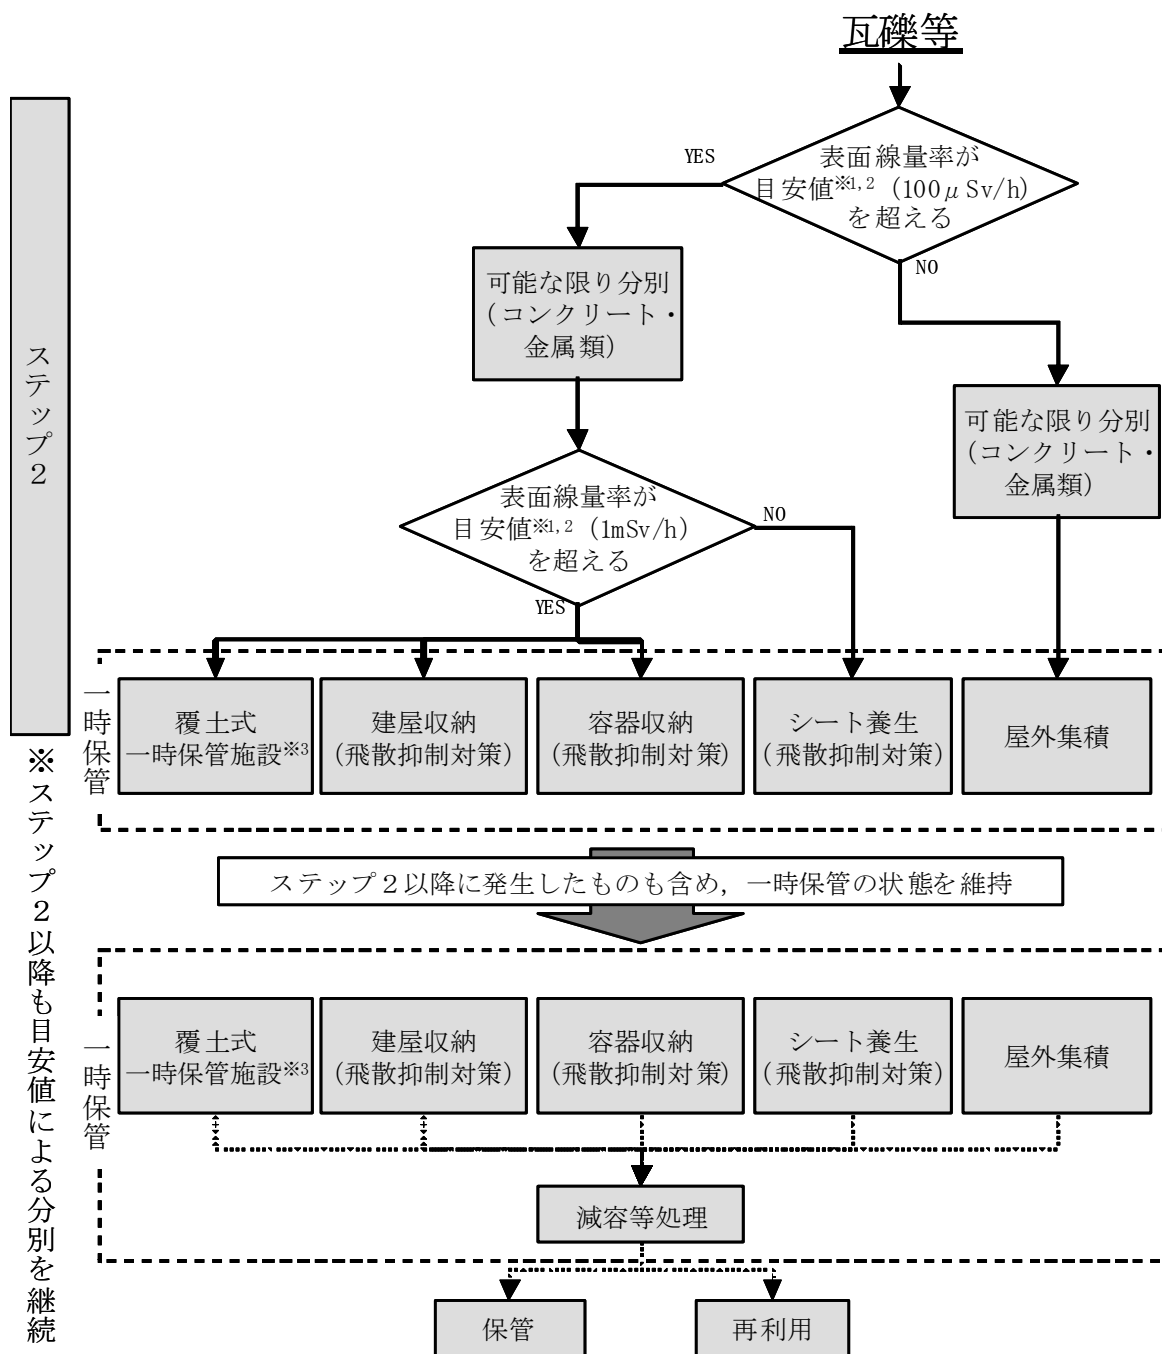 瓦礫等
表面線量率が
目安値※1,2（100μSv/h）
を超える
YES
NO
可能な限り分別
（コンクリート・
金属類）
可能な限り分別
（コンクリート・
金属類）
表面線量率が
目安値※1,2（1mSv/h）
を超える
NO
YES
ステップ２
※ステップ２以降も目安値による分別を継続
一時保管
覆土式
一時保管施設※3
建屋収納
(飛散抑制対策)
容器収納
(飛散抑制対策)
シート養生
(飛散抑制対策)
屋外集積
ステップ２以降に発生したものも含め，一時保管の状態を維持
一時保管
覆土式
一時保管施設※3
建屋収納
(飛散抑制対策)
容器収納
(飛散抑制対策)
シート養生
(飛散抑制対策)
屋外集積
減容等処理
保管
再利用